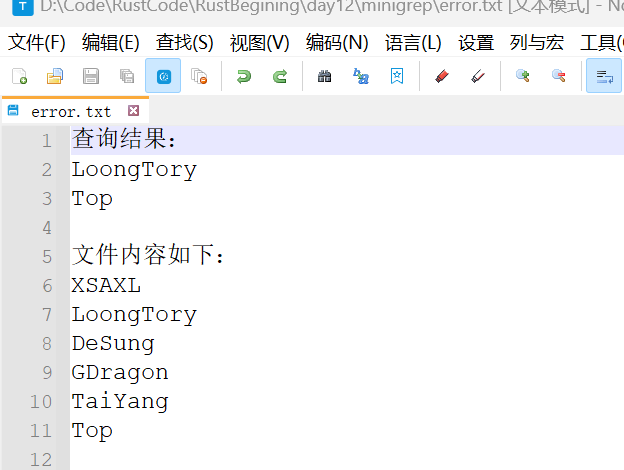 D:\Code\RustCode\RustBegining\day12\minigrep\error.txt [文本模式] - No
文件(F) 编辑(E) 查找(S) 视图(V) 编码(N) 语言(L) 设置 列与宏 工具(
error.txt
1 查询结果：
2 LoongTory
3 Top
4
5 文件内容如下：
6 XSAXL
7 LoongTory
8 DeSung
9 GDragon
10 TaiYang
11 Top
12